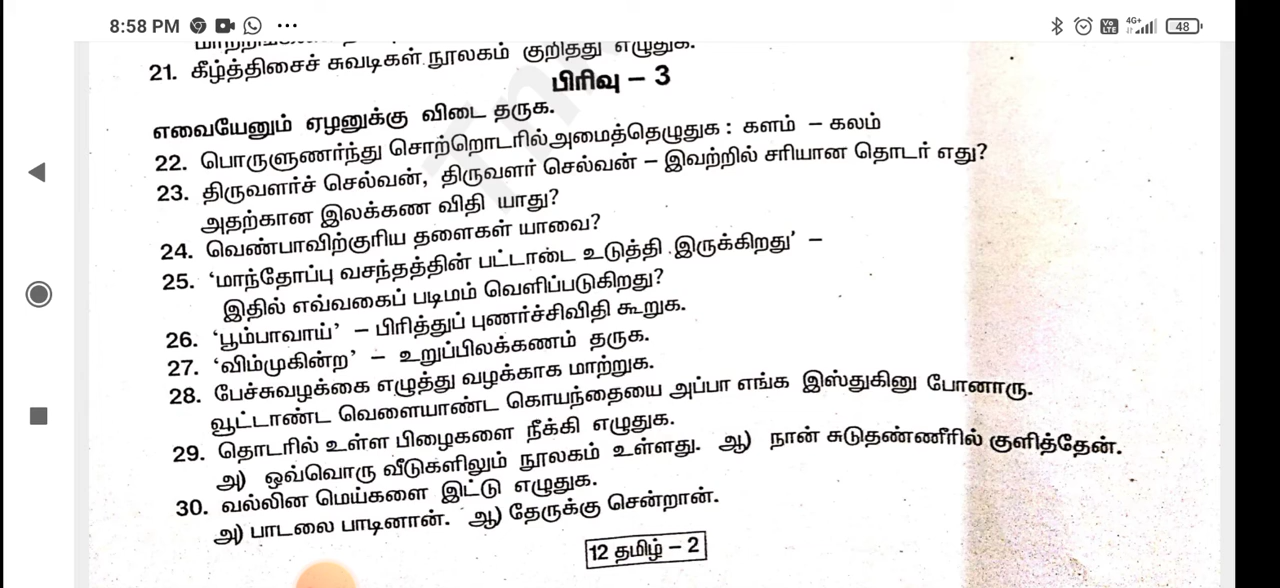 8:58 PM
4G+
Vo LTE
48
21. கீழ்த்திசைச் சுவடிகள் நூலகம் குறித்து எழுதுக.
பிரிவு – 3
எவையேனும் ஏழனுக்கு விடை தருக.
22. பொருளுணர்ந்து சொற்றொடரில் அமைத்தெழுதுக : களம் – கலம்
23. திருவளர்ச் செல்வன், திருவளர் செல்வன் – இவற்றில் சரியான தொடர் எது?
அதற்கான இலக்கண விதி யாது?
24. வெண்பாவிற்குரிய தளைகள் யாவை?
25. ‘மாந்தோப்பு வசந்தத்தின் பட்டாடை உடுத்தி இருக்கிறது’ –
இதில் எவ்வகைப் படிமம் வெளிப்படுகிறது?
26. ‘பூம்பாவாய்’ – பிரித்துப் புணர்ச்சிவிதி கூறுக.
27. ‘விம்முகின்ற’ – உறுப்பிலக்கணம் தருக.
28. பேச்சுவழக்கை எழுத்து வழக்காக மாற்றுக.
வூட்டாண்ட வெளையாண்ட கொயந்தையை அப்பா எங்க இஸ்துகினு போனாரு.
29. தொடரில் உள்ள பிழைகளை நீக்கி எழுதுக.
அ) ஒவ்வொரு வீடுகளிலும் நூலகம் உள்ளது. ஆ) நான் சுடுதண்ணீரில் குளித்தேன்.
30. வல்லின மெய்களை இட்டு எழுதுக.
அ) பாடலை பாடினான். ஆ) தேருக்கு சென்றான்.
12 தமிழ் – 2